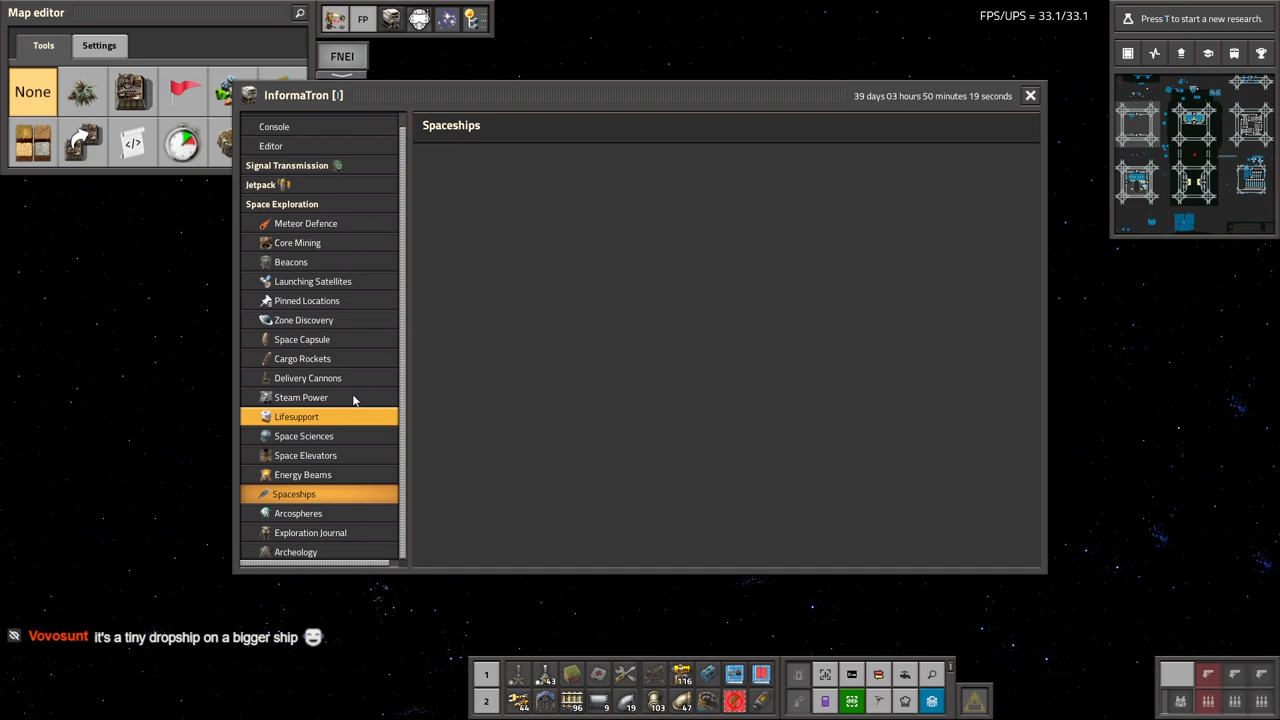 Map editor
FP
FPS/UPS = 33.1/33.1
Press T to start a new research.
Tools
Settings
FNEI
None
InformaTron [i]
39 days 03 hours 50 minutes 19 seconds
Console
Editor
Signal Transmission
Jetpack
Space Exploration
Meteor Defence
Core Mining
Beacons
Launching Satellites
Pinned Locations
Zone Discovery
Space Capsule
Cargo Rockets
Delivery Cannons
Steam Power
Lifesupport
Space Sciences
Space Elevators
Energy Beams
Spaceships
Arcospheres
Exploration Journal
Archeology
Spaceships
Vovosunt it's a tiny dropship on a bigger ship
1
43
116
2
44
96
9
19
103
47